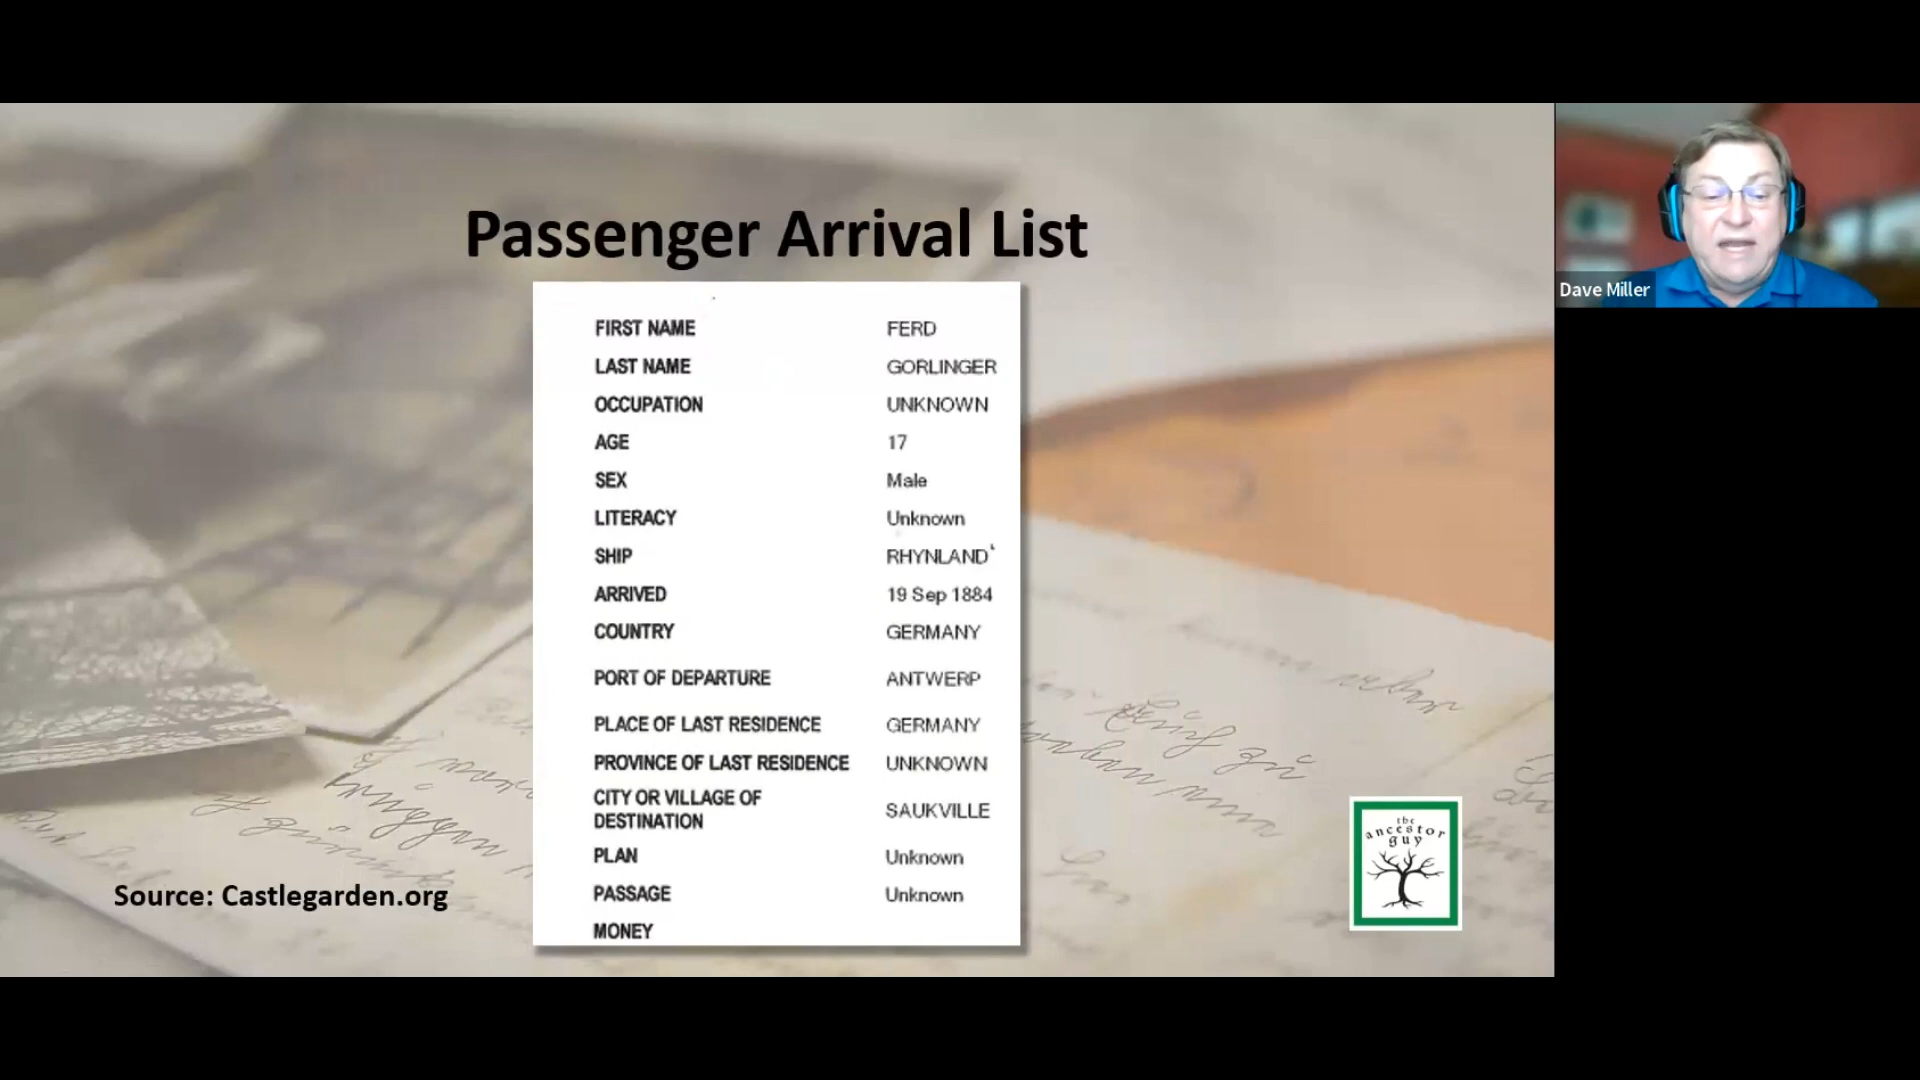 Passenger Arrival List
FIRST NAME FERD
LAST NAME GORLINGER
OCCUPATION UNKNOWN
AGE 17
SEX Male
LITERACY Unknown
SHIP RHYNLAND
ARRIVED 19 Sep 1884
COUNTRY GERMANY
PORT OF DEPARTURE ANTWERP
PLACE OF LAST RESIDENCE GERMANY
PROVINCE OF LAST RESIDENCE UNKNOWN
CITY OR VILLAGE OF
DESTINATION SAUKVILLE
PLAN Unknown
PASSAGE Unknown
MONEY
Source: Castlegarden.org
the
ancestor
guy
Dave Miller